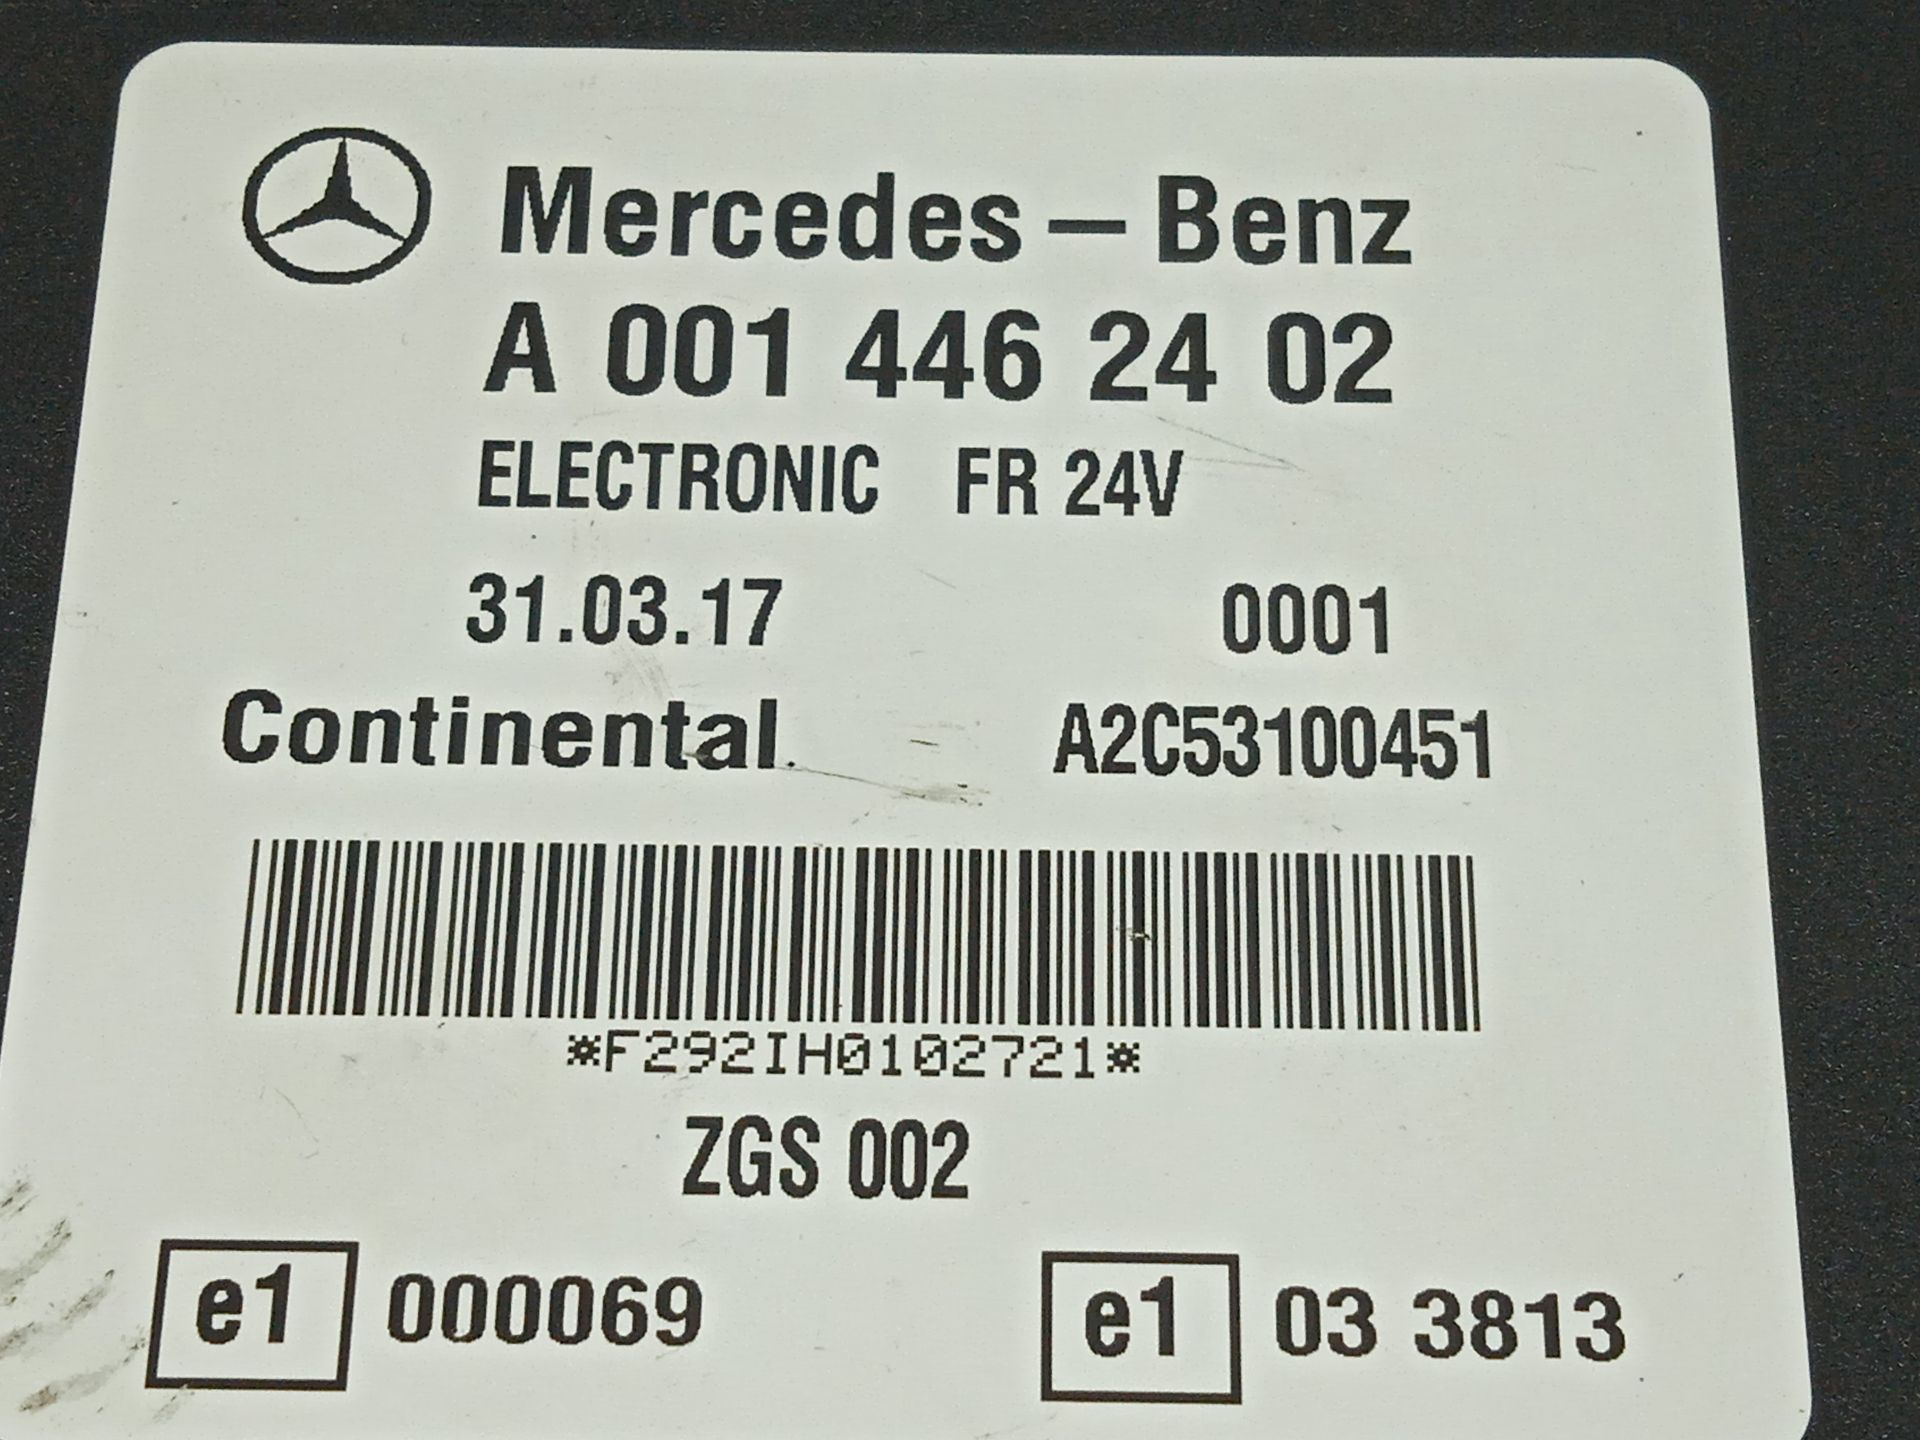 Mercedes-Benz
A 001 446 24 02
ELECTRONIC FR 24V
31.03.17 0001
Continental. A2C53100451
*F292IH0102721*
ZGS 002
e1 000069 e1 03 3813